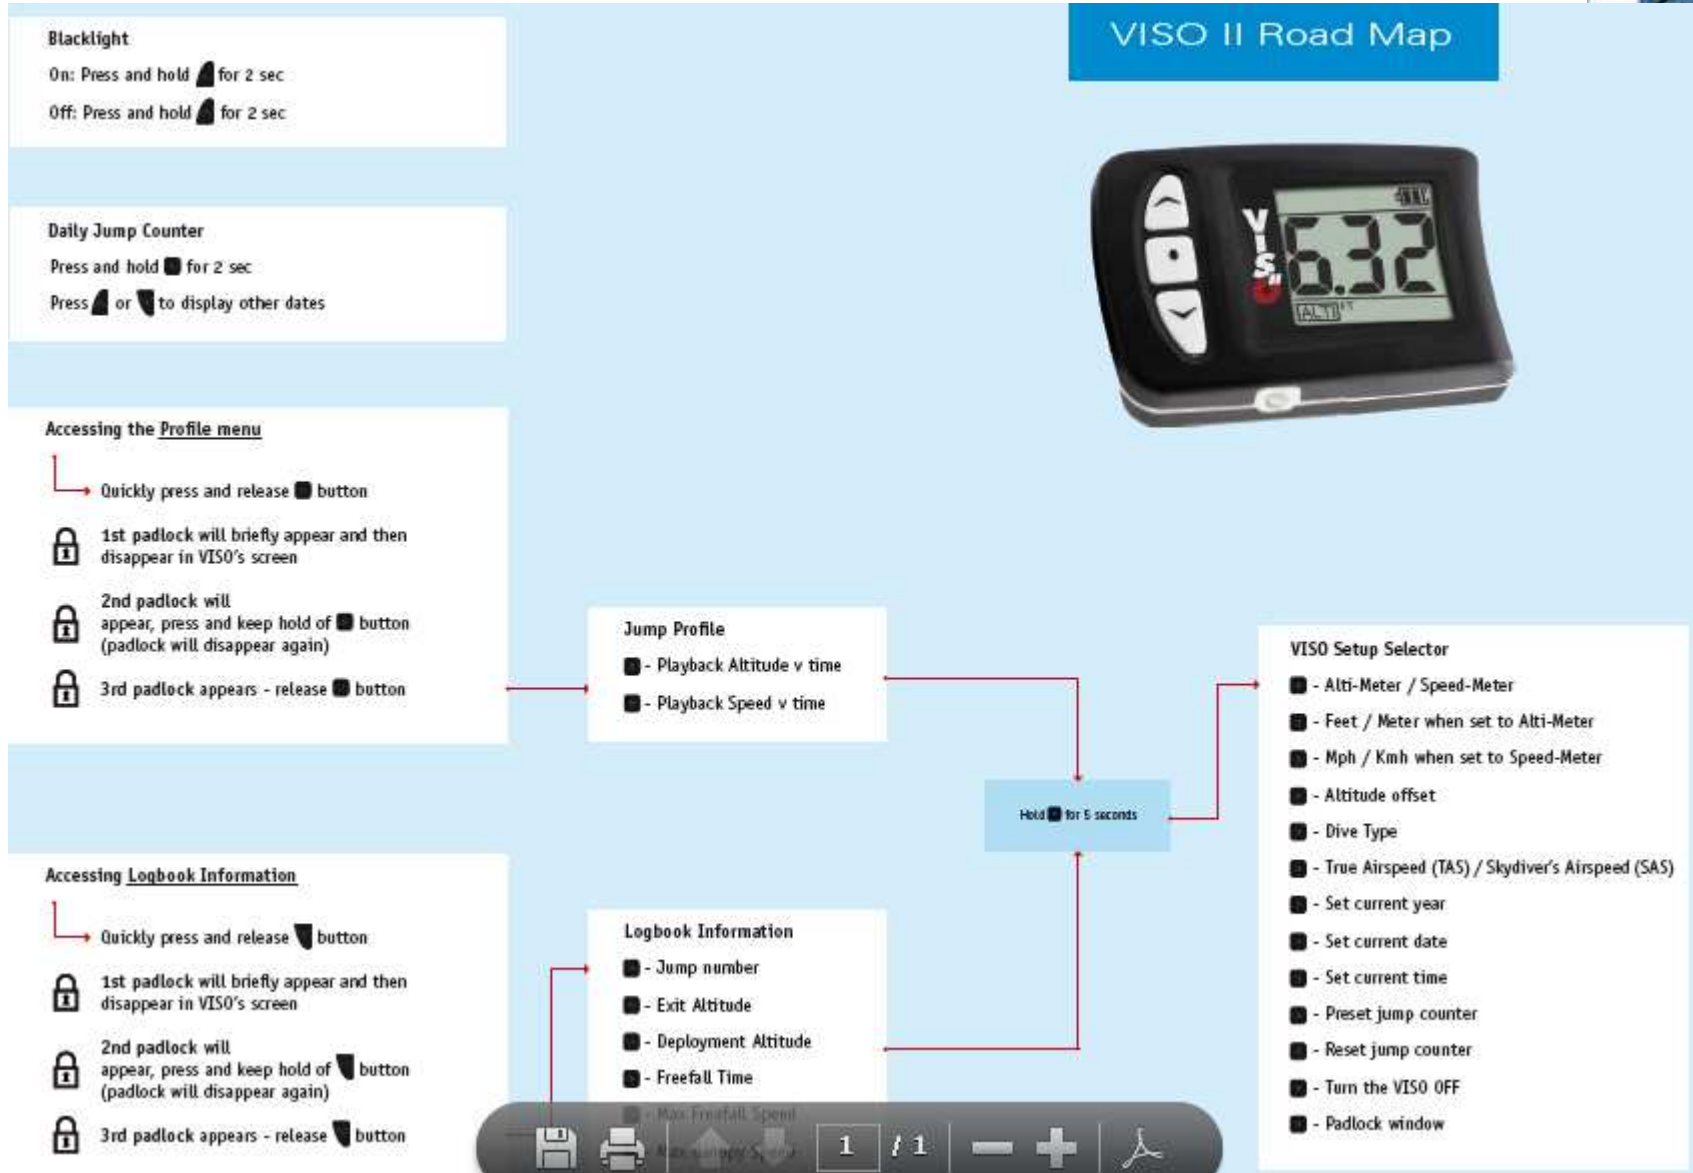 VISO II Road Map
Blacklight
On: Press and hold for 2 sec
Off: Press and hold for 2 sec
Daily Jump Counter
Press and hold for 2 sec
Press or to display other dates
VISO II
6.32
ALTI FT
Accessing the Profile menu
Quickly press and release button
1st padlock will briefly appear and then
disappear in VISO's screen
2nd padlock will
appear, press and keep hold of button
(padlock will disappear again)
3rd padlock appears - release button
Jump Profile
- Playback Altitude v time
- Playback Speed v time
Hold for 5 seconds
Accessing Logbook Information
Quickly press and release button
1st padlock will briefly appear and then
disappear in VISO's screen
2nd padlock will
appear, press and keep hold of button
(padlock will disappear again)
3rd padlock appears - release button
Logbook Information
- Jump number
- Exit Altitude
- Deployment Altitude
- Freefall Time
- Max Freefall Speed
- Max Canopy Speed
VISO Setup Selector
- Alti-Meter / Speed-Meter
- Feet / Meter when set to Alti-Meter
- Mph / Kmh when set to Speed-Meter
- Altitude offset
- Dive Type
- True Airspeed (TAS) / Skydiver's Airspeed (SAS)
- Set current year
- Set current date
- Set current time
- Preset jump counter
- Reset jump counter
- Turn the VISO OFF
- Padlock window
1 / 1